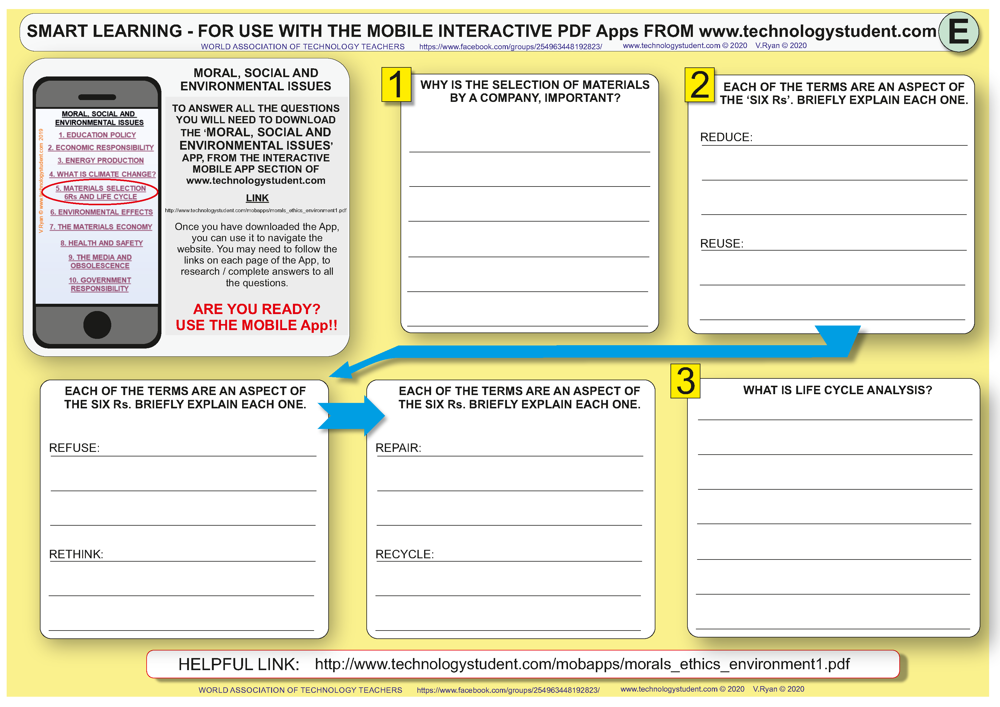 SMART LEARNING - FOR USE WITH THE MOBILE INTERACTIVE PDF Apps FROM www.technologystudent.com
E
WORLD ASSOCIATION OF TECHNOLOGY TEACHERS https://www.facebook.com/groups/254963448192823/ www.technologystudent.com © 2020 V.Ryan © 2020
MORAL, SOCIAL AND
ENVIRONMENTAL ISSUES
1. EDUCATION POLICY
2. ECONOMIC RESPONSIBILITY
3. ENERGY PRODUCTION
4. WHAT IS CLIMATE CHANGE?
5. MATERIALS SELECTION
6Rs AND LIFE CYCLE
6. ENVIRONMENTAL EFFECTS
7. THE MATERIALS ECONOMY
8. HEALTH AND SAFETY
9. THE MEDIA AND
OBSOLESCENCE
10. GOVERNMENT
RESPONSIBILITY
V.Ryan © www.technologystudent.com 2019
MORAL, SOCIAL AND
ENVIRONMENTAL ISSUES
TO ANSWER ALL THE QUESTIONS
YOU WILL NEED TO DOWNLOAD
THE ‘MORAL, SOCIAL AND
ENVIRONMENTAL ISSUES’
APP, FROM THE INTERACTIVE
MOBILE APP SECTION OF
www.technologystudent.com
LINK
http://www.technologystudent.com/mobapps/morals_ethics_environment1.pdf
Once you have downloaded the App,
you can use it to navigate the
website. You may need to follow the
links on each page of the App, to
research / complete answers to all
the questions.
ARE YOU READY?
USE THE MOBILE App!!
1
WHY IS THE SELECTION OF MATERIALS
BY A COMPANY, IMPORTANT?
2
EACH OF THE TERMS ARE AN ASPECT OF
THE ‘SIX Rs’. BRIEFLY EXPLAIN EACH ONE.
REDUCE:
REUSE:
EACH OF THE TERMS ARE AN ASPECT OF
THE SIX Rs. BRIEFLY EXPLAIN EACH ONE.
REFUSE:
RETHINK:
EACH OF THE TERMS ARE AN ASPECT OF
THE SIX Rs. BRIEFLY EXPLAIN EACH ONE.
REPAIR:
RECYCLE:
3
WHAT IS LIFE CYCLE ANALYSIS?
HELPFUL LINK: http://www.technologystudent.com/mobapps/morals_ethics_environment1.pdf
WORLD ASSOCIATION OF TECHNOLOGY TEACHERS https://www.facebook.com/groups/254963448192823/ www.technologystudent.com © 2020 V.Ryan © 2020